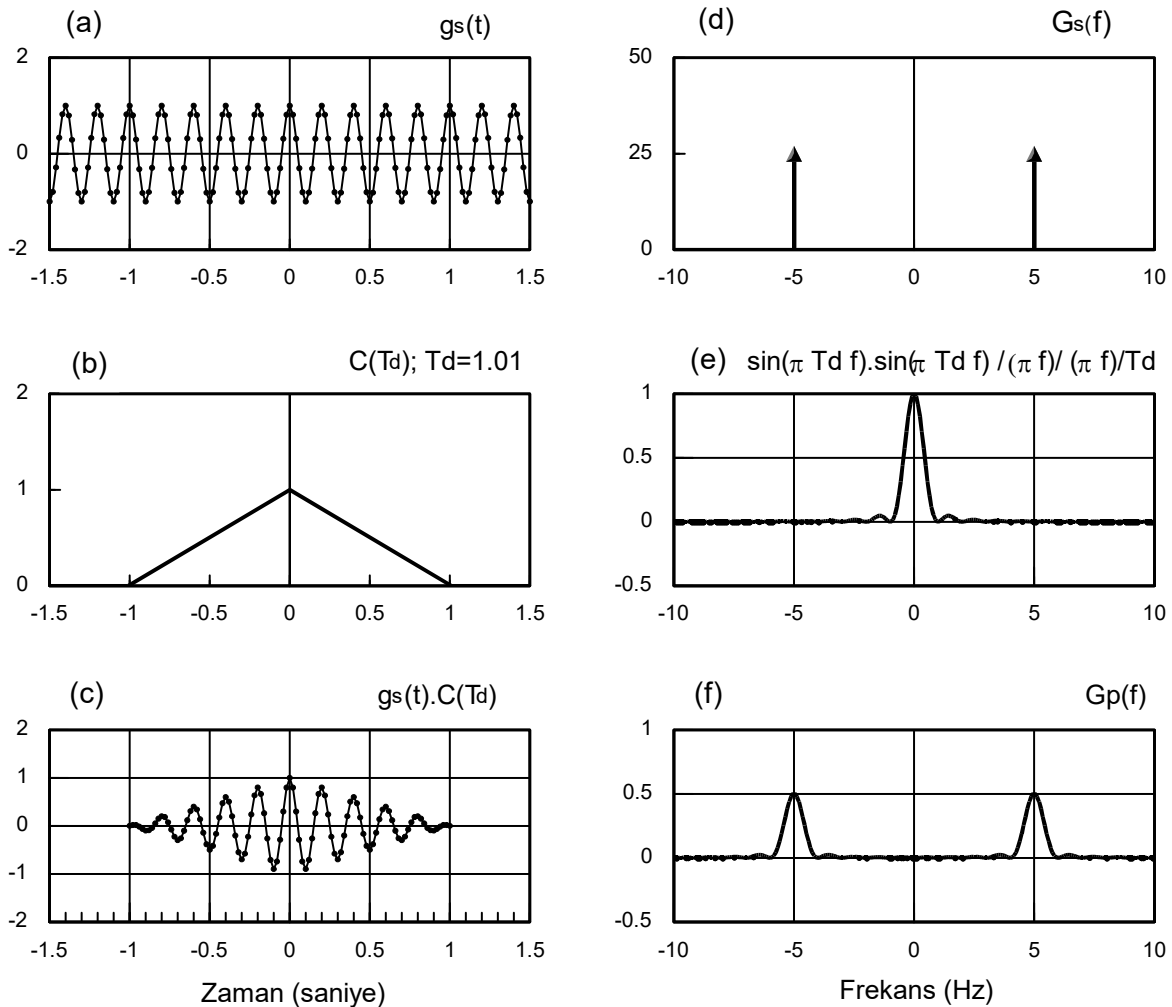 (a)
gs(t)
2
0
-2
-1.5 -1 -0.5 0 0.5 1 1.5
(d)
Gs(f)
50
25
0
-10 -5 0 5 10
(b)
C(Td); Td=1.01
2
1
0
-1.5 -1 -0.5 0 0.5 1 1.5
(e)
sin(π Td f).sin(π Td f) /(π f)/ (π f)/Td
1
0.5
0
-0.5
-10 -5 0 5 10
(c)
gs(t).C(Td)
2
1
0
-1
-2
-1.5 -1 -0.5 0 0.5 1 1.5
Zaman (saniye)
(f)
Gp(f)
1
0.5
0
-0.5
-10 -5 0 5 10
Frekans (Hz)